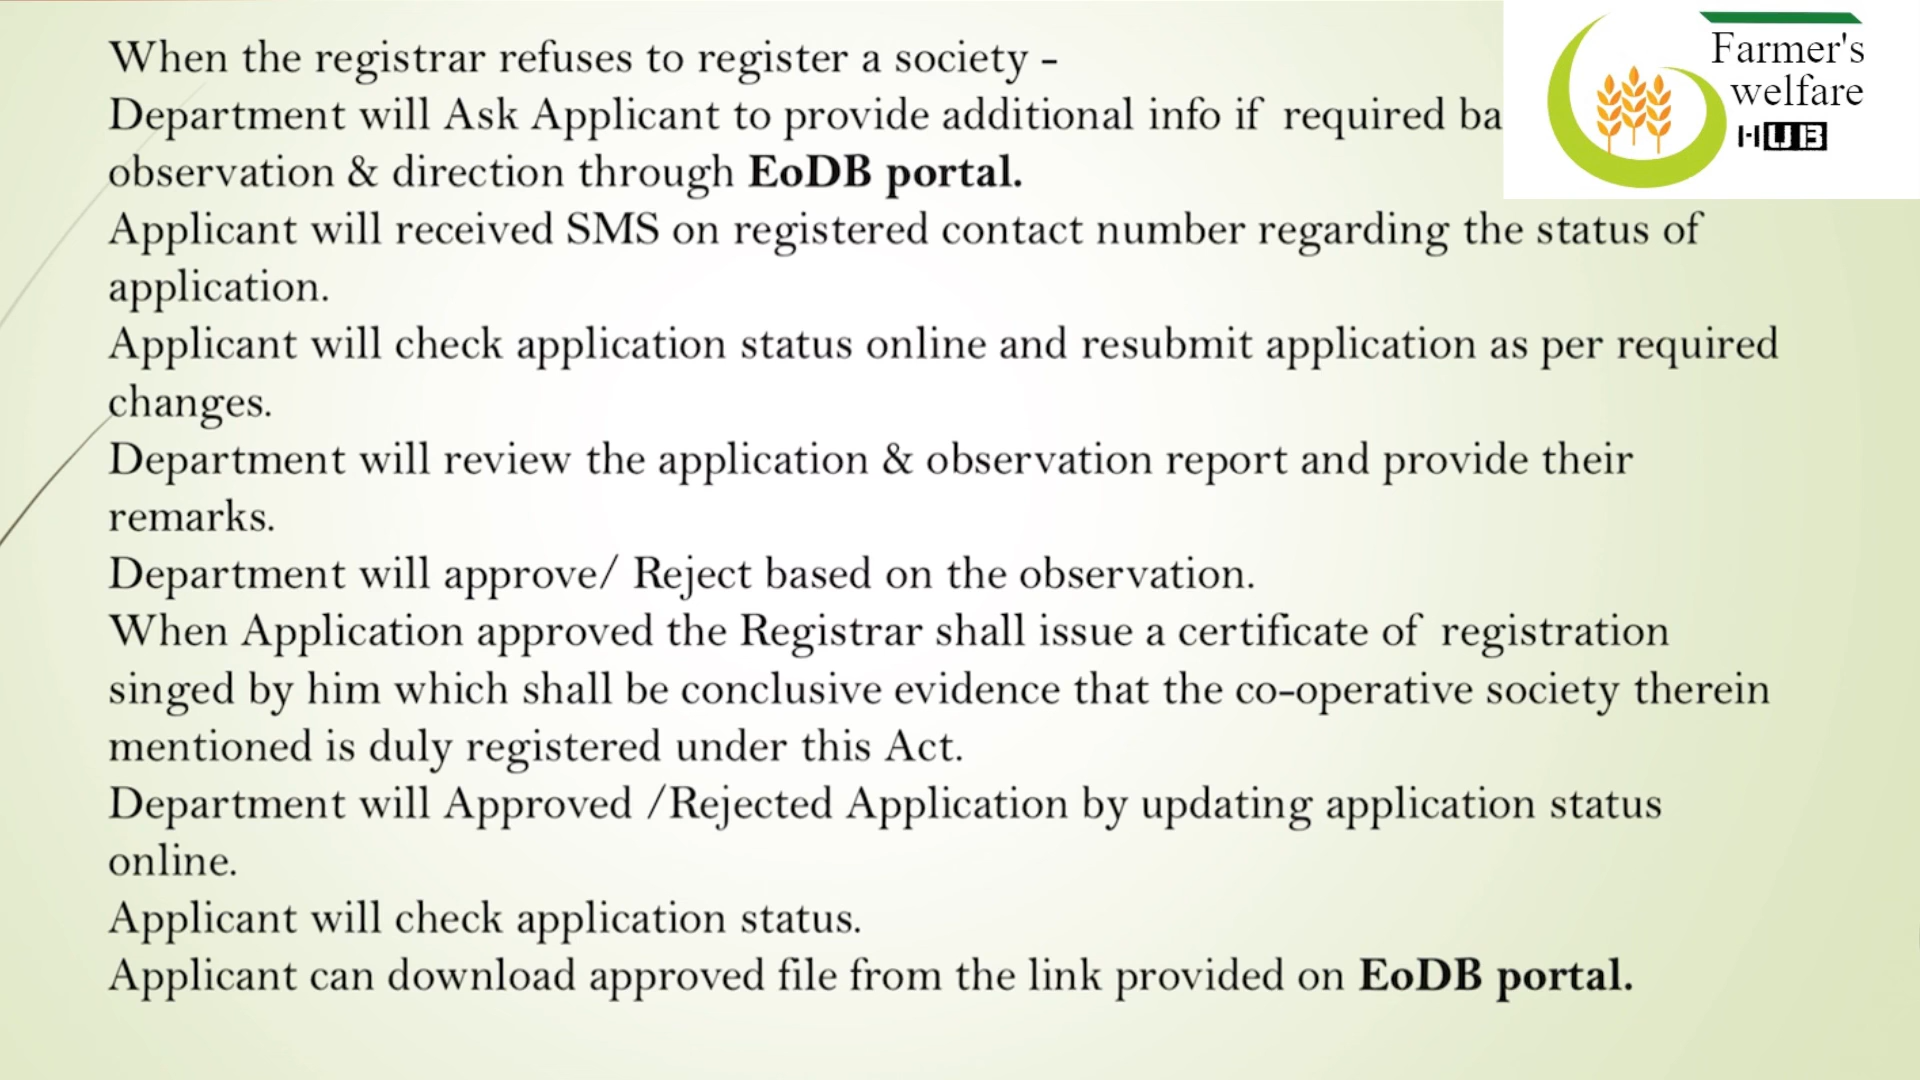 When the registrar refuses to register a society -
Department will Ask Applicant to provide additional info if required ba
observation & direction through EoDB portal.
Applicant will received SMS on registered contact number regarding the status of
application.
Applicant will check application status online and resubmit application as per required
changes.
Department will review the application & observation report and provide their
remarks.
Department will approve/ Reject based on the observation.
When Application approved the Registrar shall issue a certificate of registration
singed by him which shall be conclusive evidence that the co-operative society therein
mentioned is duly registered under this Act.
Department will Approved /Rejected Application by updating application status
online.
Applicant will check application status.
Applicant can download approved file from the link provided on EoDB portal.
Farmer's
welfare
HUB